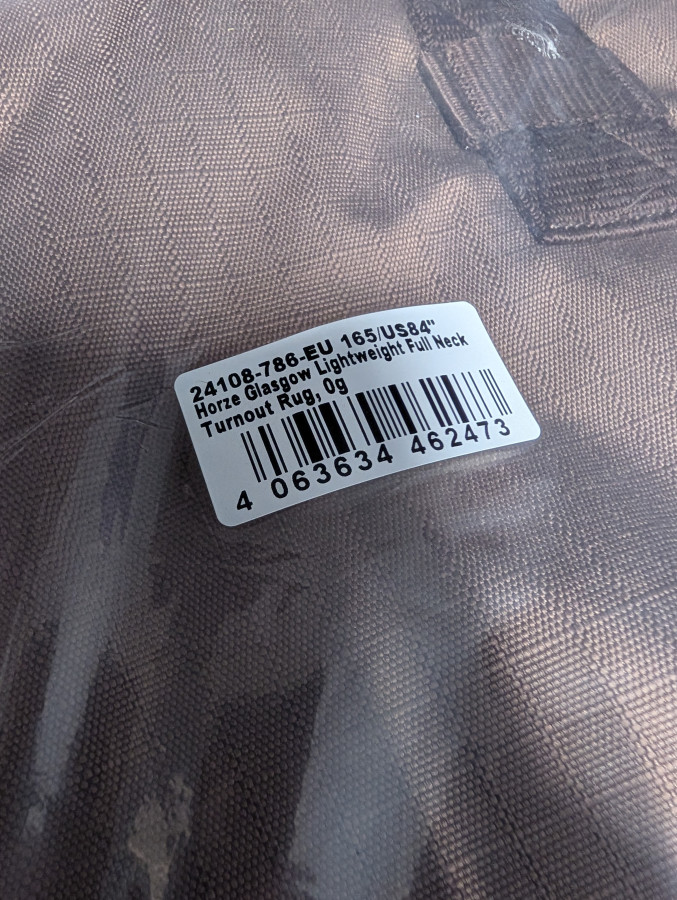 24108-786-EU 165/US84"
Horze Glasgow Lightweight Full Neck
Turnout Rug, 0g
4 063634 462473